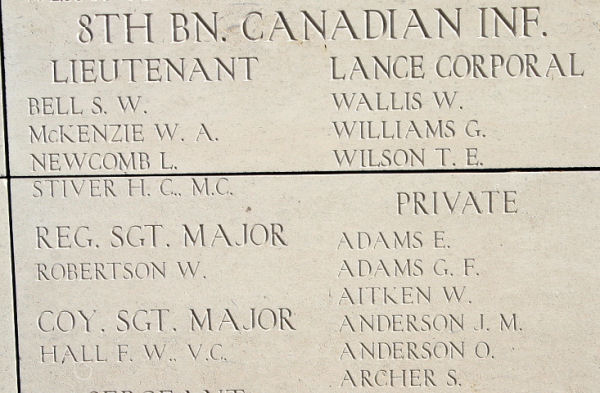 8TH BN. CANADIAN INF.
LIEUTENANT
BELL S. W.
McKENZIE W. A.
NEWCOMB L.
STIVER H. C., M.C.
REG. SGT. MAJOR
ROBERTSON W.
COY. SGT. MAJOR
HALL F. W., V.C.
SERGEANT
LANCE CORPORAL
WALLIS W.
WILLIAMS G.
WILSON T. E.
PRIVATE
ADAMS E.
ADAMS G. F.
AITKEN W.
ANDERSON J. M.
ANDERSON O.
ARCHER S.